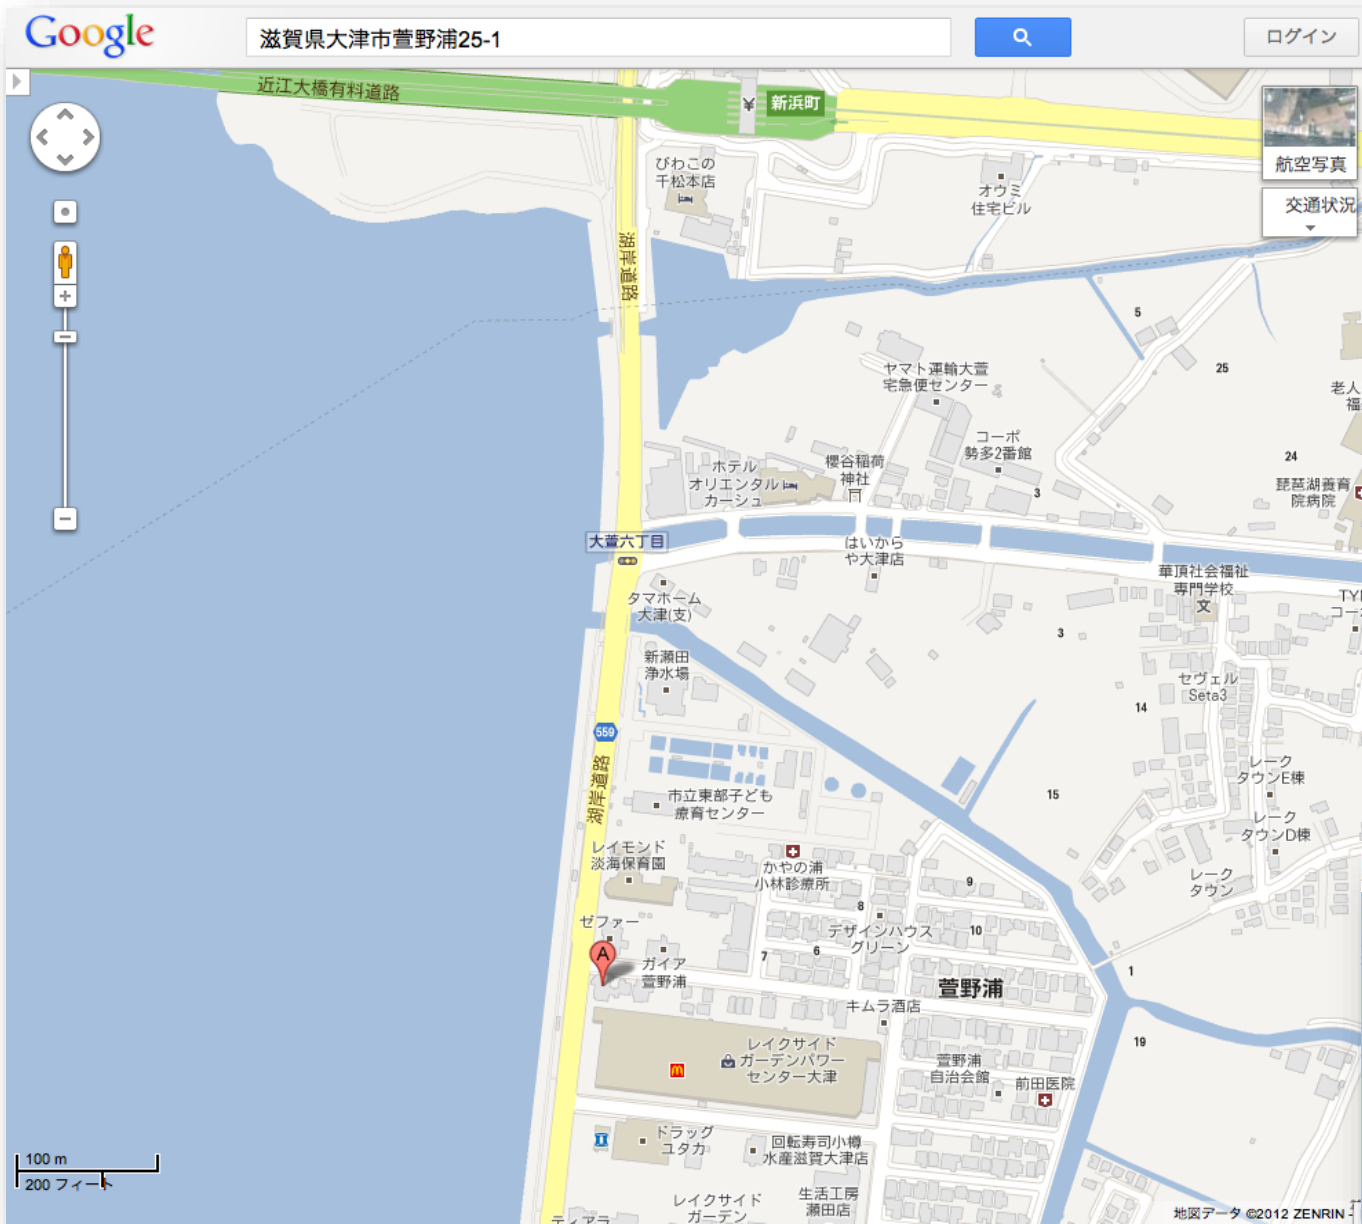 Google
滋賀県大津市萱野浦25-1
ログイン
近江大橋有料道路
¥
新浜町
航空写真
交通状況
びわこの
千松本店
オウミ
住宅ビル
湖岸道路
5
25
ヤマト運輸大萱
宅急便センター
老人
福
コーポ
勢多2番館
24
ホテル
オリエンタル
カーシュ
櫻谷稲荷
神社
3
琵琶湖養育
院病院
大萱六丁目
はいから
や大津店
華頂社会福祉
専門学校
文
タマホーム
大津(支)
TYI
コー
3
新瀬田
浄水場
セヴェル
Seta3
14
559
湖岸道路
レーク
タウンE棟
15
市立東部子ども
療育センター
レーク
タウンD棟
レイモンド
淡海保育園
かやの浦
小林診療所
レーク
タウン
9
8
ゼファー
デザインハウス
グリーン
10
6
7
A
ガイア
萱野浦
1
萱野浦
キムラ酒店
19
レイクサイド
ガーデンパワー
センター大津
萱野浦
自治会館
前田医院
ドラッグ
ユタカ
回転寿司小樽
水産滋賀大津店
100 m
200 フィート
レイクサイド
ガーデン
生活工房
瀬田店
ティアラ
地図データ ©2012 ZENRIN -